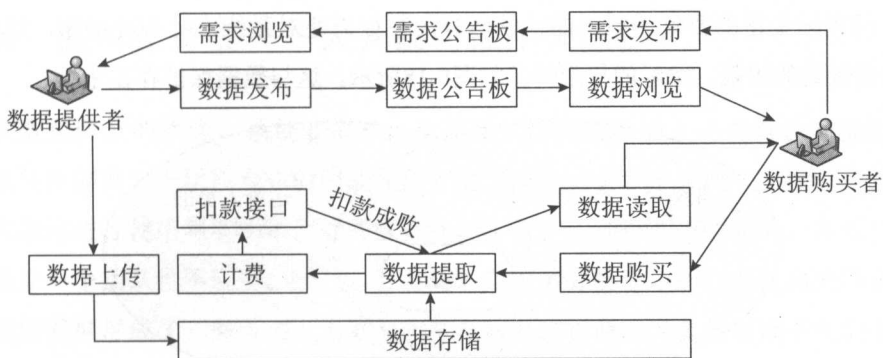 需求浏览
需求公告板
需求发布
数据发布
数据公告板
数据浏览
数据提供者
数据购买者
扣款接口
扣款成败
数据读取
数据上传
计费
数据提取
数据购买
数据存储